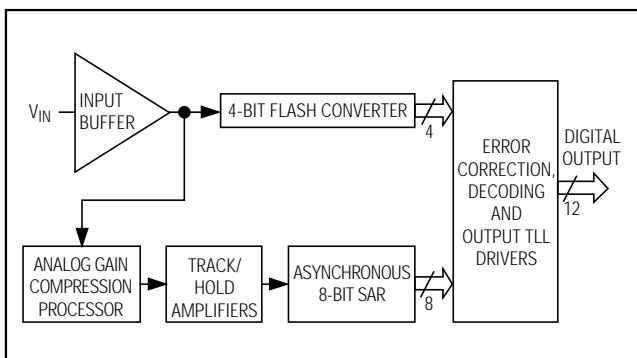 V_IN
INPUT
BUFFER
4-BIT FLASH CONVERTER
4
ERROR
CORRECTION,
DECODING
AND
OUTPUT TLL
DRIVERS
DIGITAL
OUTPUT
12
ANALOG GAIN
COMPRESSION
PROCESSOR
TRACK/
HOLD
AMPLIFIERS
ASYNCHRONOUS
8-BIT SAR
8